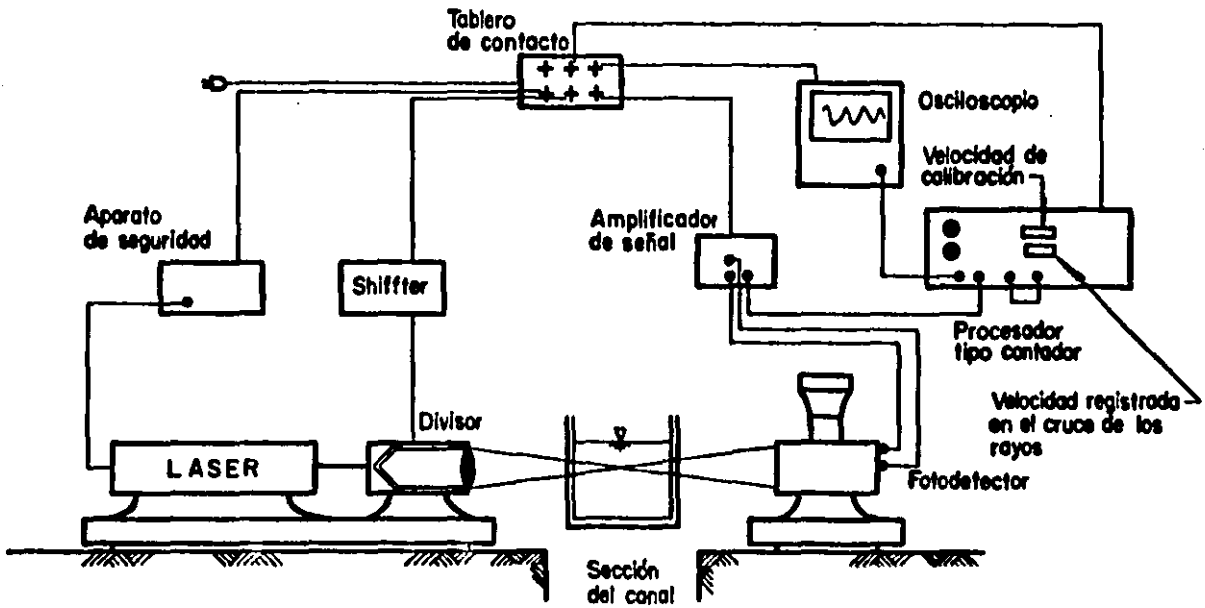 Tablero
de contacto
Osciloscopio
Velocidad de
calibración
Aparato
de seguridad
Amplificador
de señal
Shiffter
Procesador
tipo contador
Divisor
Velocidad registrada
en el cruce de los
rayos
LASER
Fotodetector
Sección
del canal